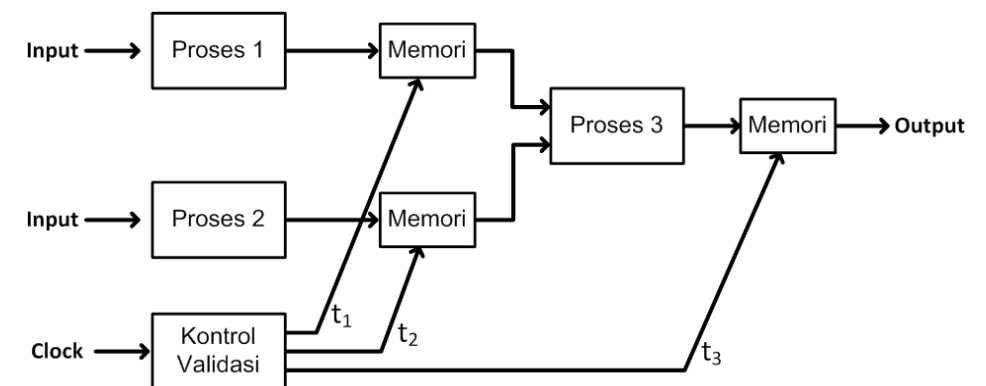 Input
Proses 1
Memori
Proses 3
Memori
Output
Input
Proses 2
Memori
t₁
t₂
t₃
Clock
Kontrol
Validasi